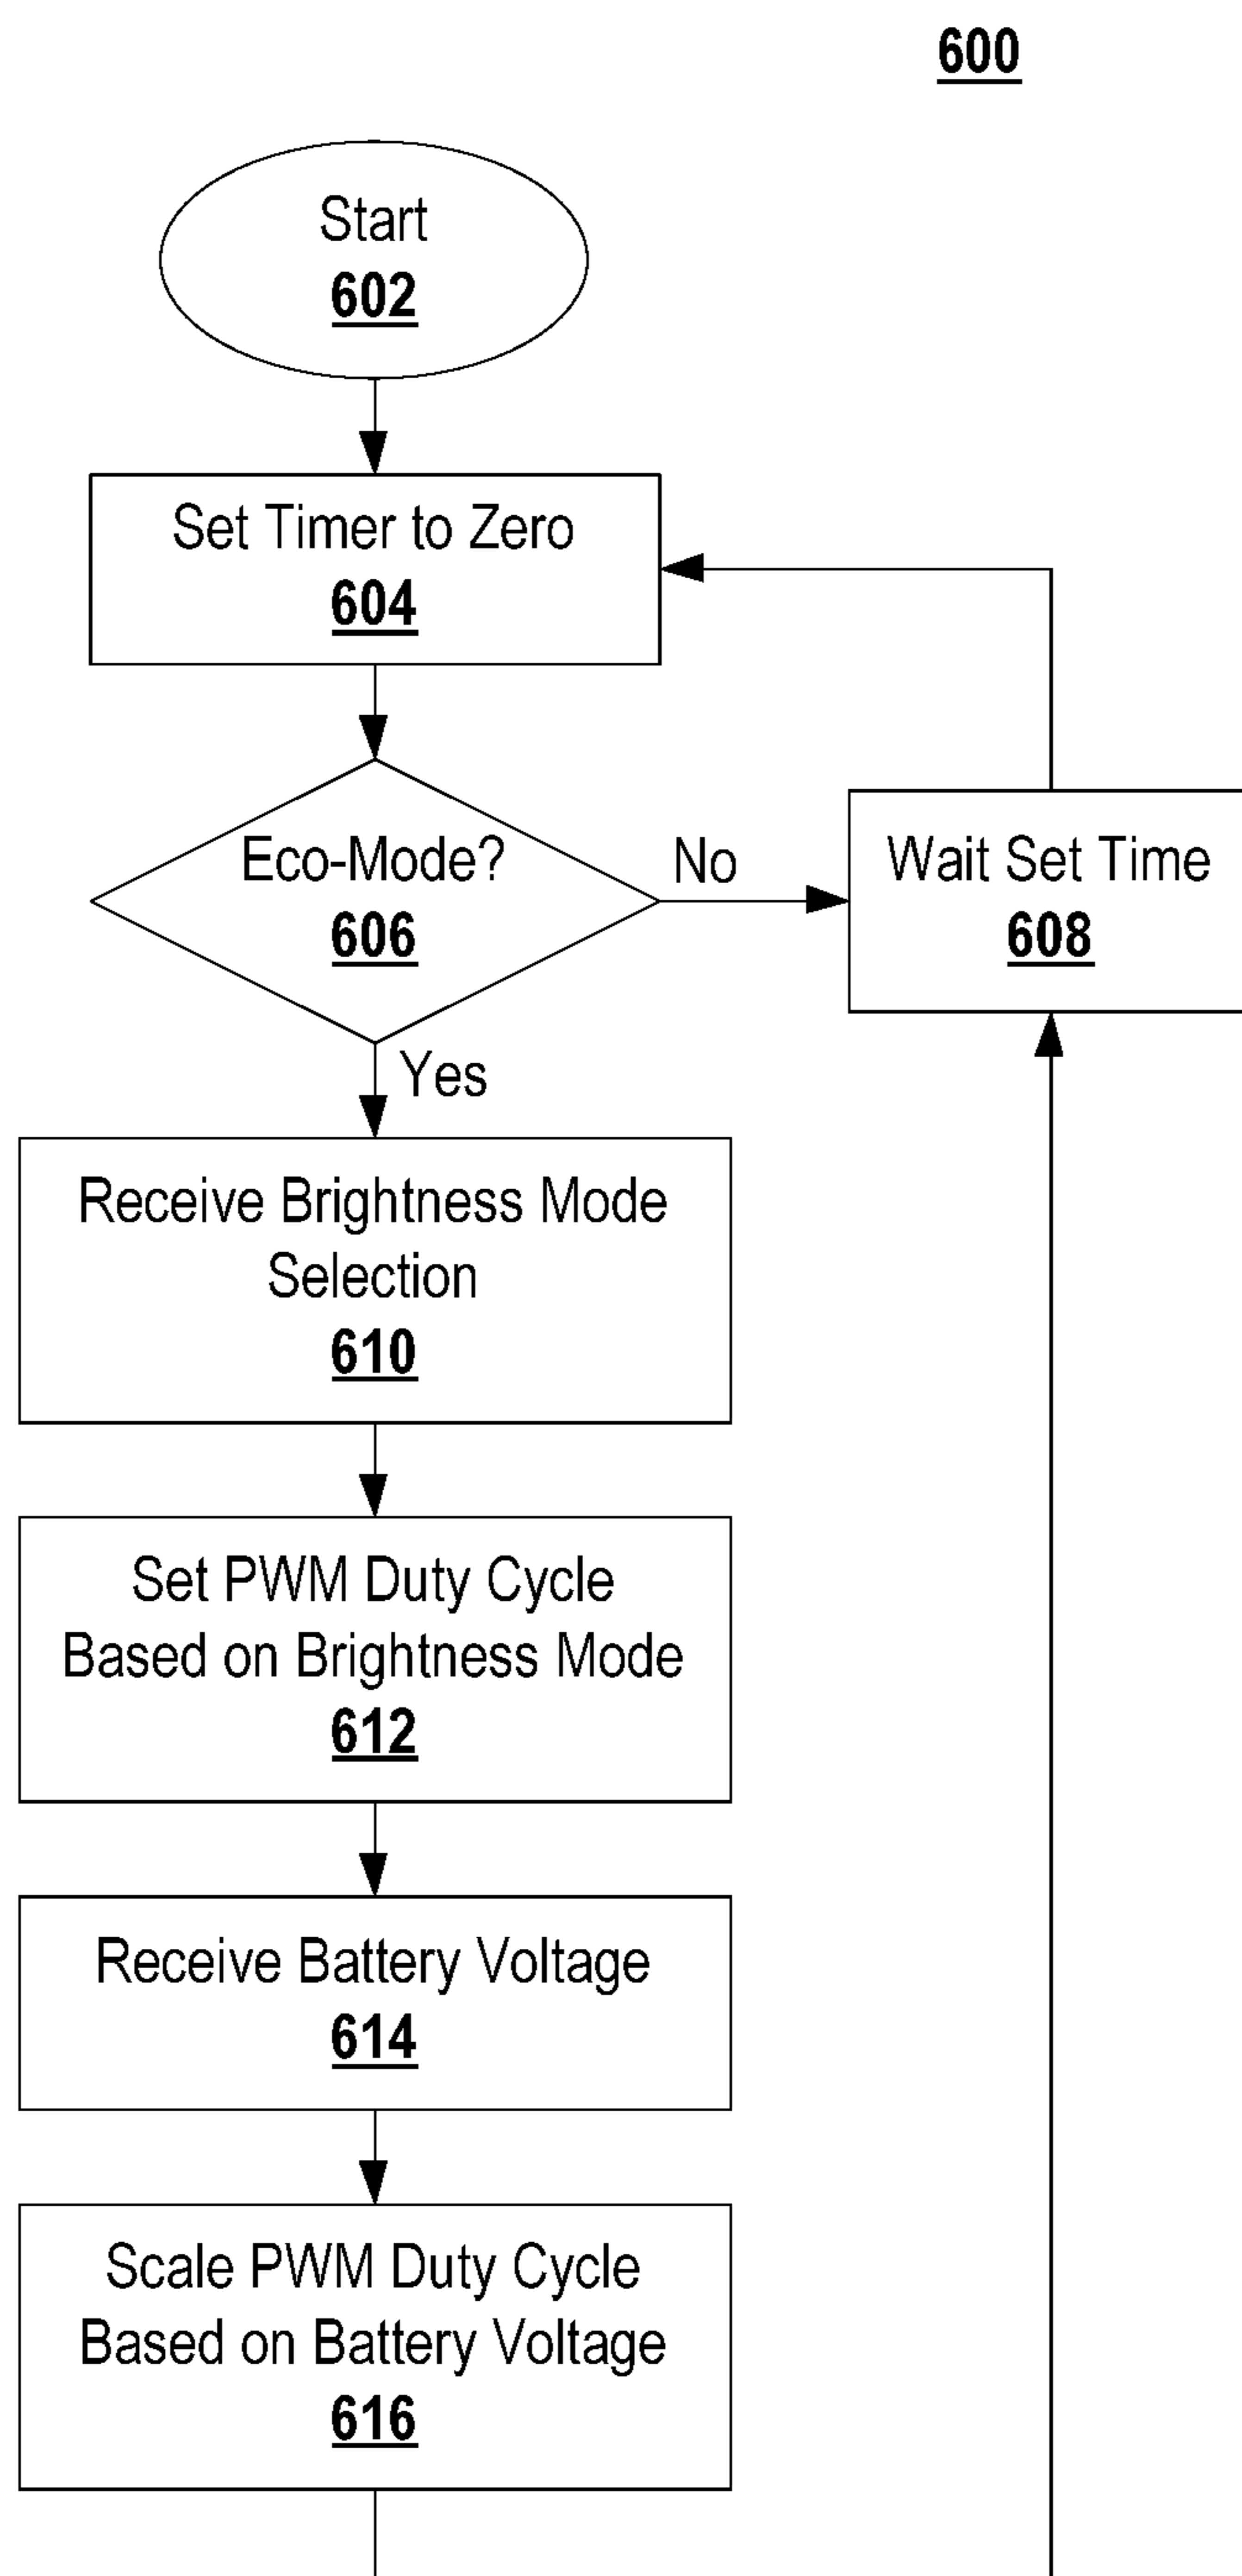 600
Start
602
Set Timer to Zero
604
Eco-Mode?
606
No
Wait Set Time
608
Yes
Receive Brightness Mode
Selection
610
Set PWM Duty Cycle
Based on Brightness Mode
612
Receive Battery Voltage
614
Scale PWM Duty Cycle
Based on Battery Voltage
616